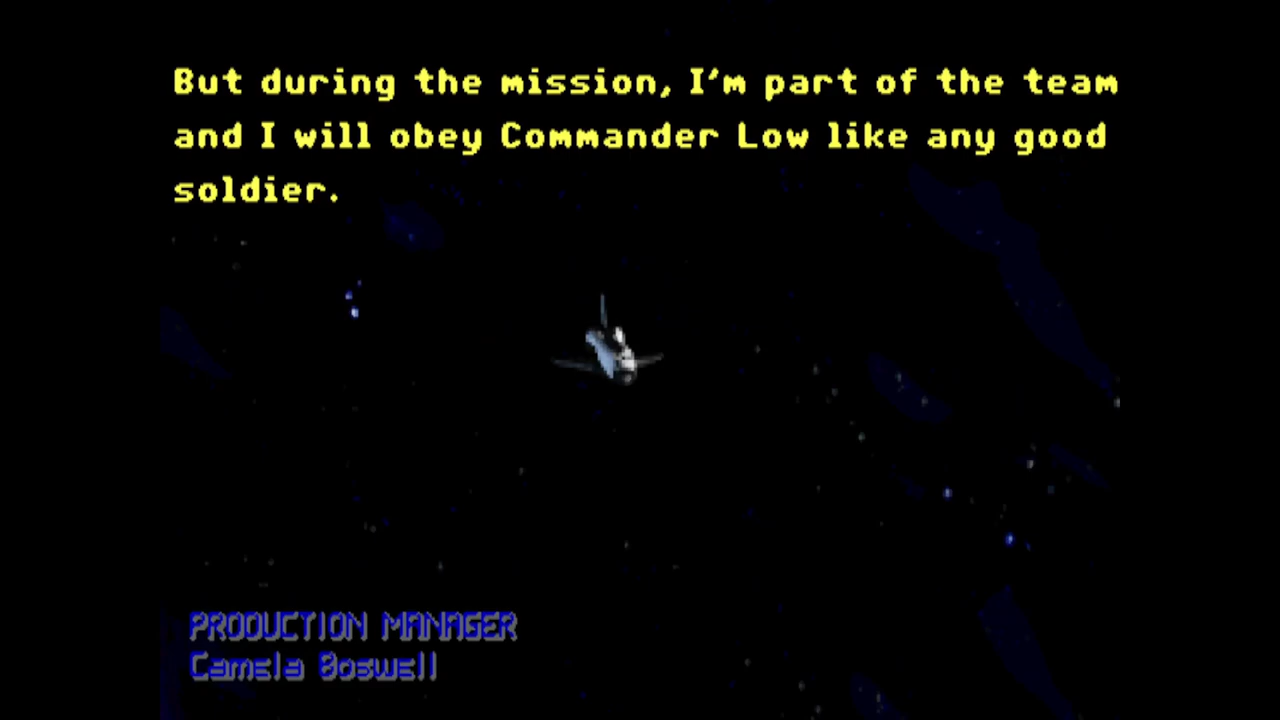 But during the mission, I'm part of the team
and I will obey Commander Low like any good
soldier.
PRODUCTION MANAGER
Camela Boswell